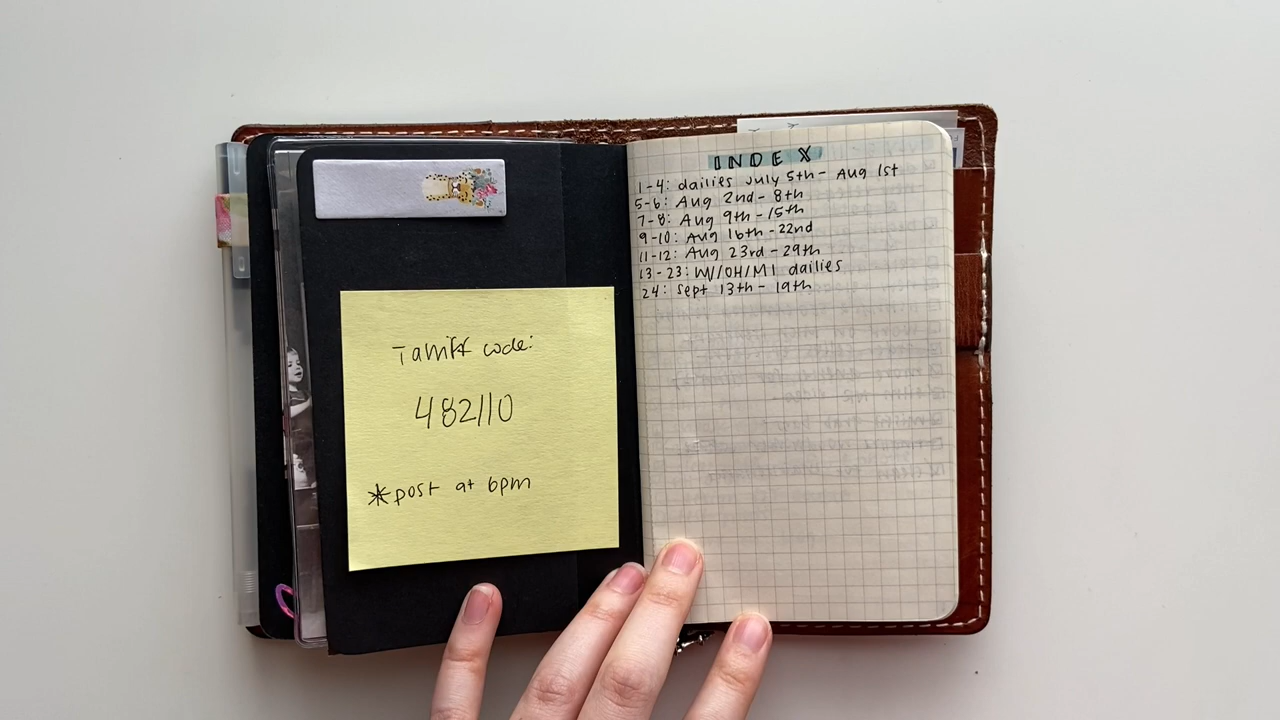 Tariff code:
482110
*post at 6pm
INDEX
1-4: dailies July 5th - Aug 1st
5-6: Aug 2nd - 8th
7-8: Aug 9th - 15th
9-10: Aug 16th - 22nd
11-12: Aug 23rd - 29th
13-23: WI/OH/MI dailies
24: Sept 13th - 19th